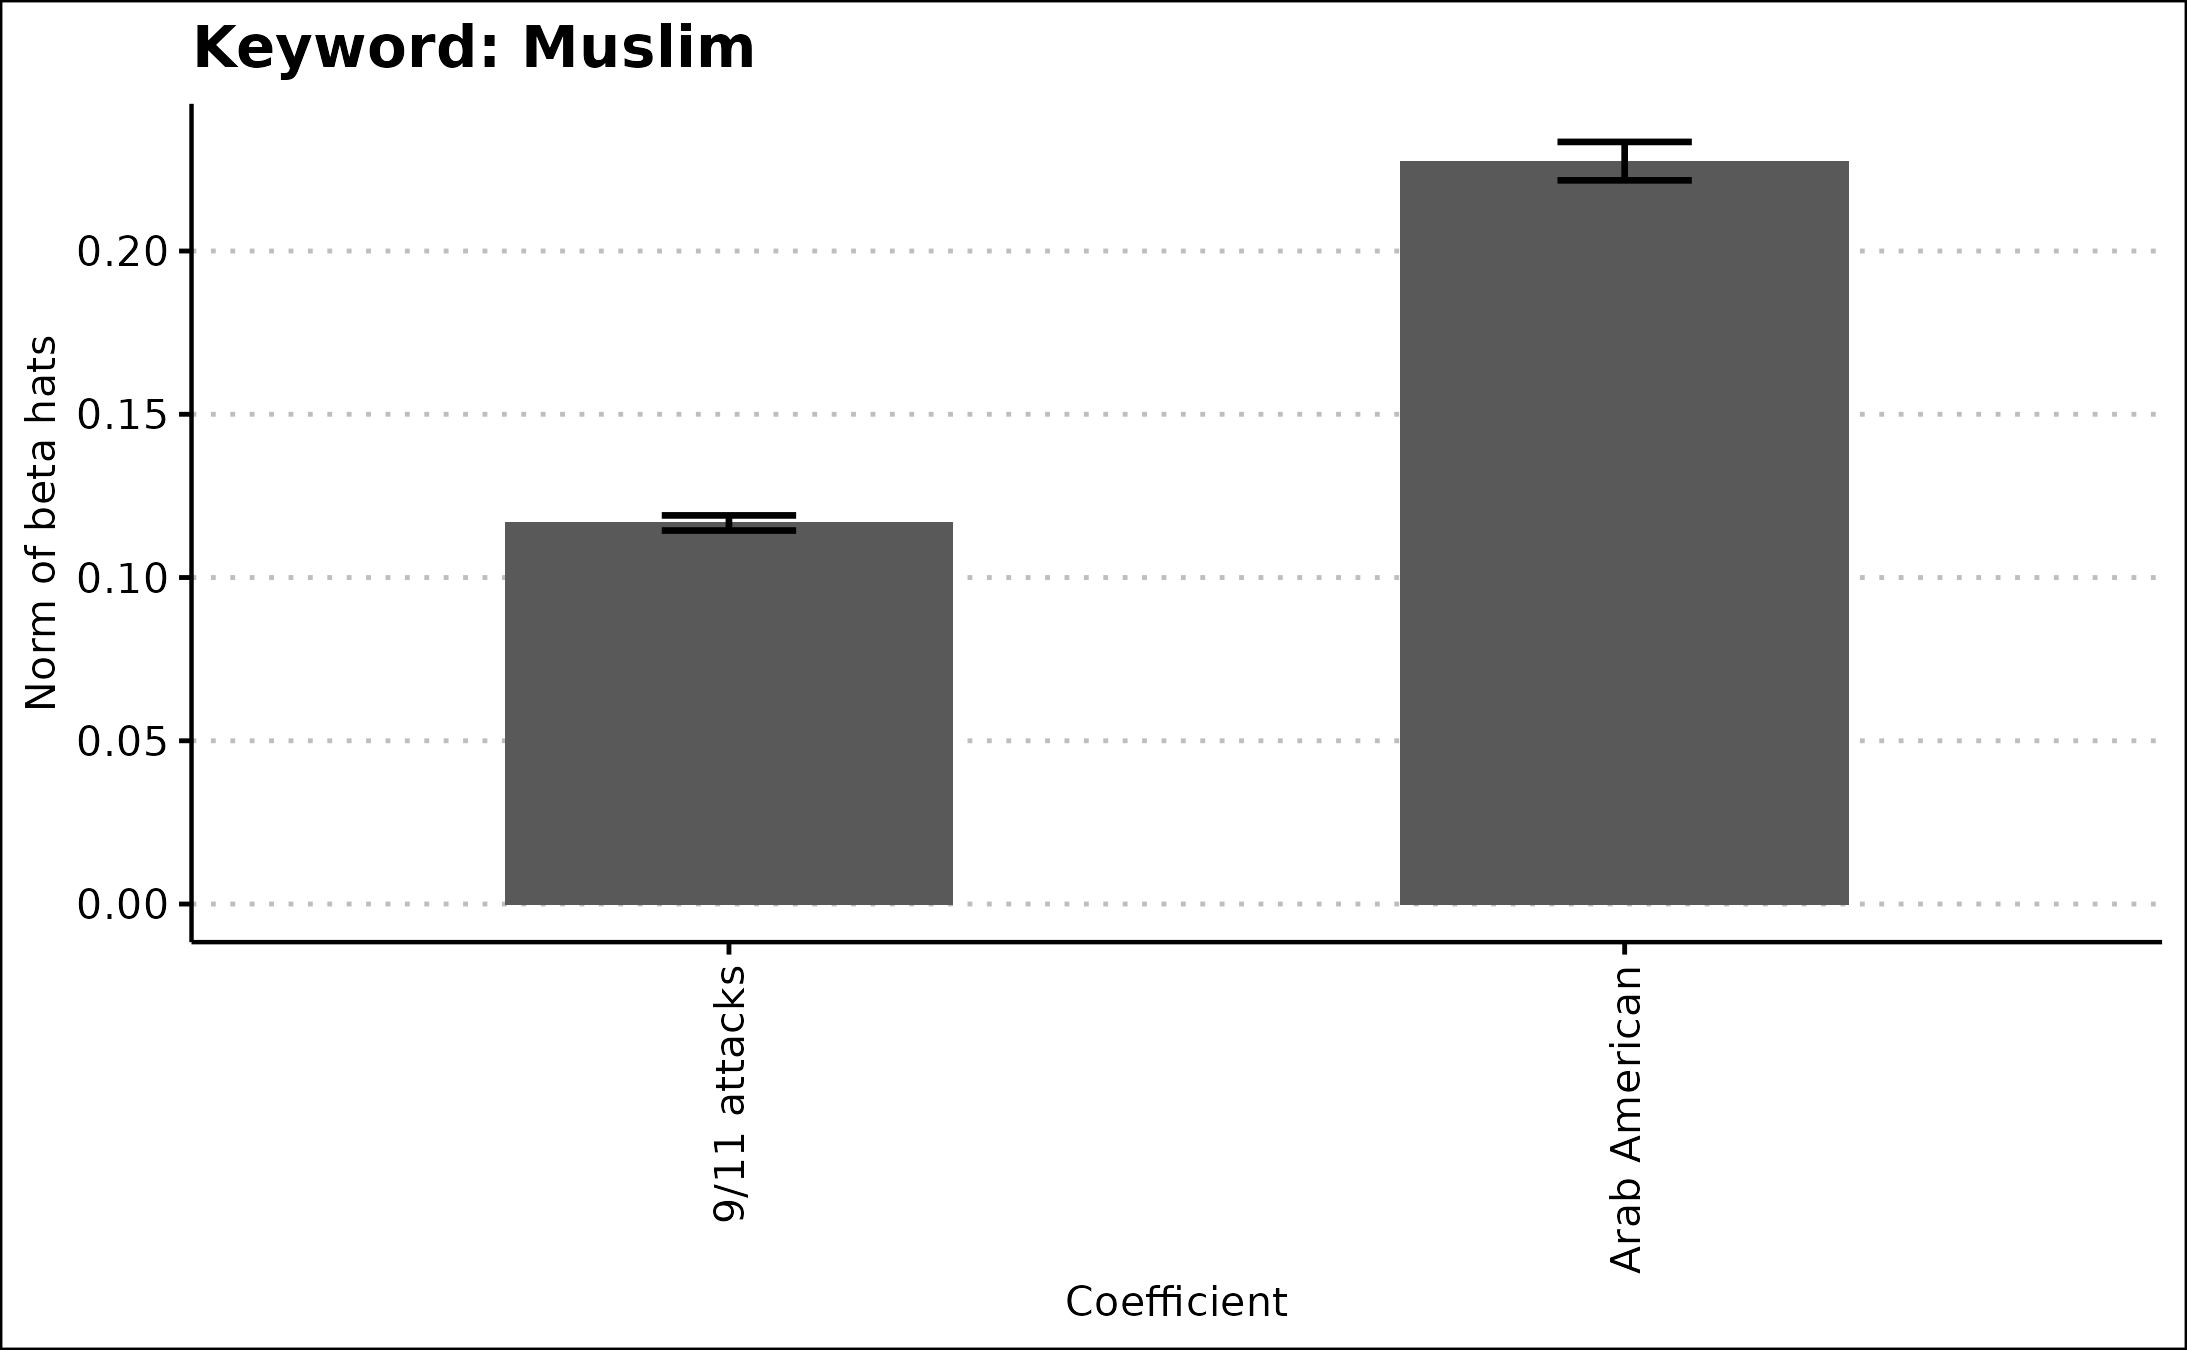 Keyword: Muslim
Norm of beta hats
0.20
0.15
0.10
0.05
0.00
9/11 attacks
Arab American
Coefficient